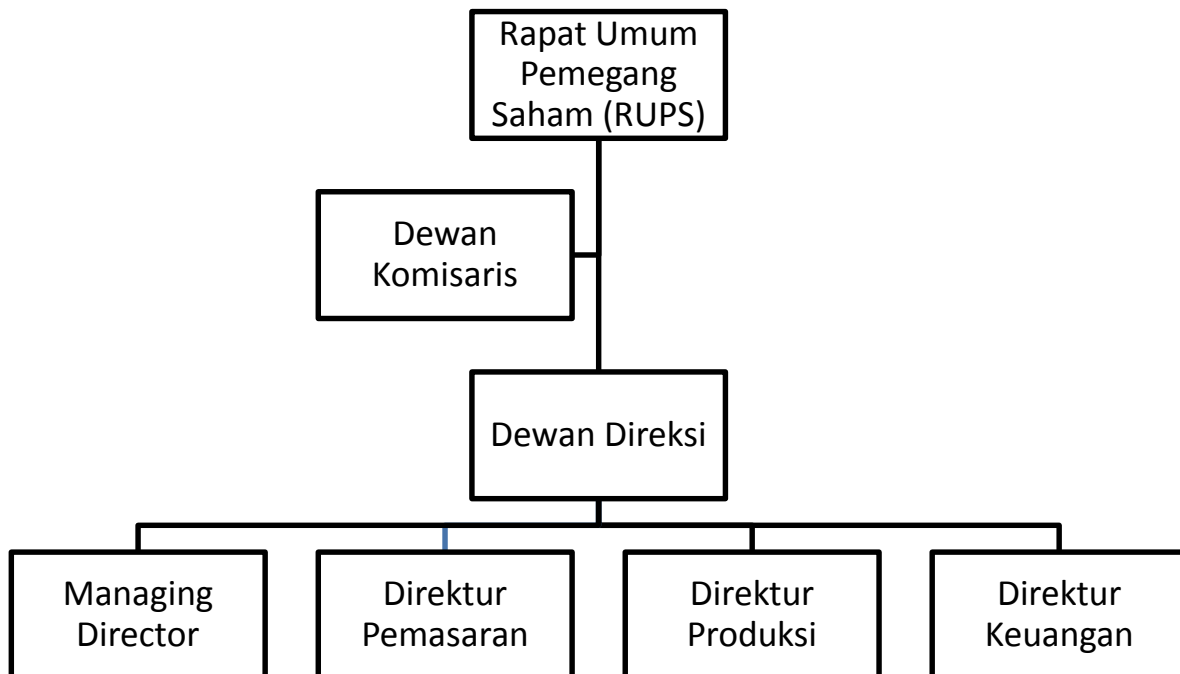 Rapat Umum
Pemegang
Saham (RUPS)
Dewan
Komisaris
Dewan Direksi
Managing
Director
Direktur
Pemasaran
Direktur
Produksi
Direktur
Keuangan